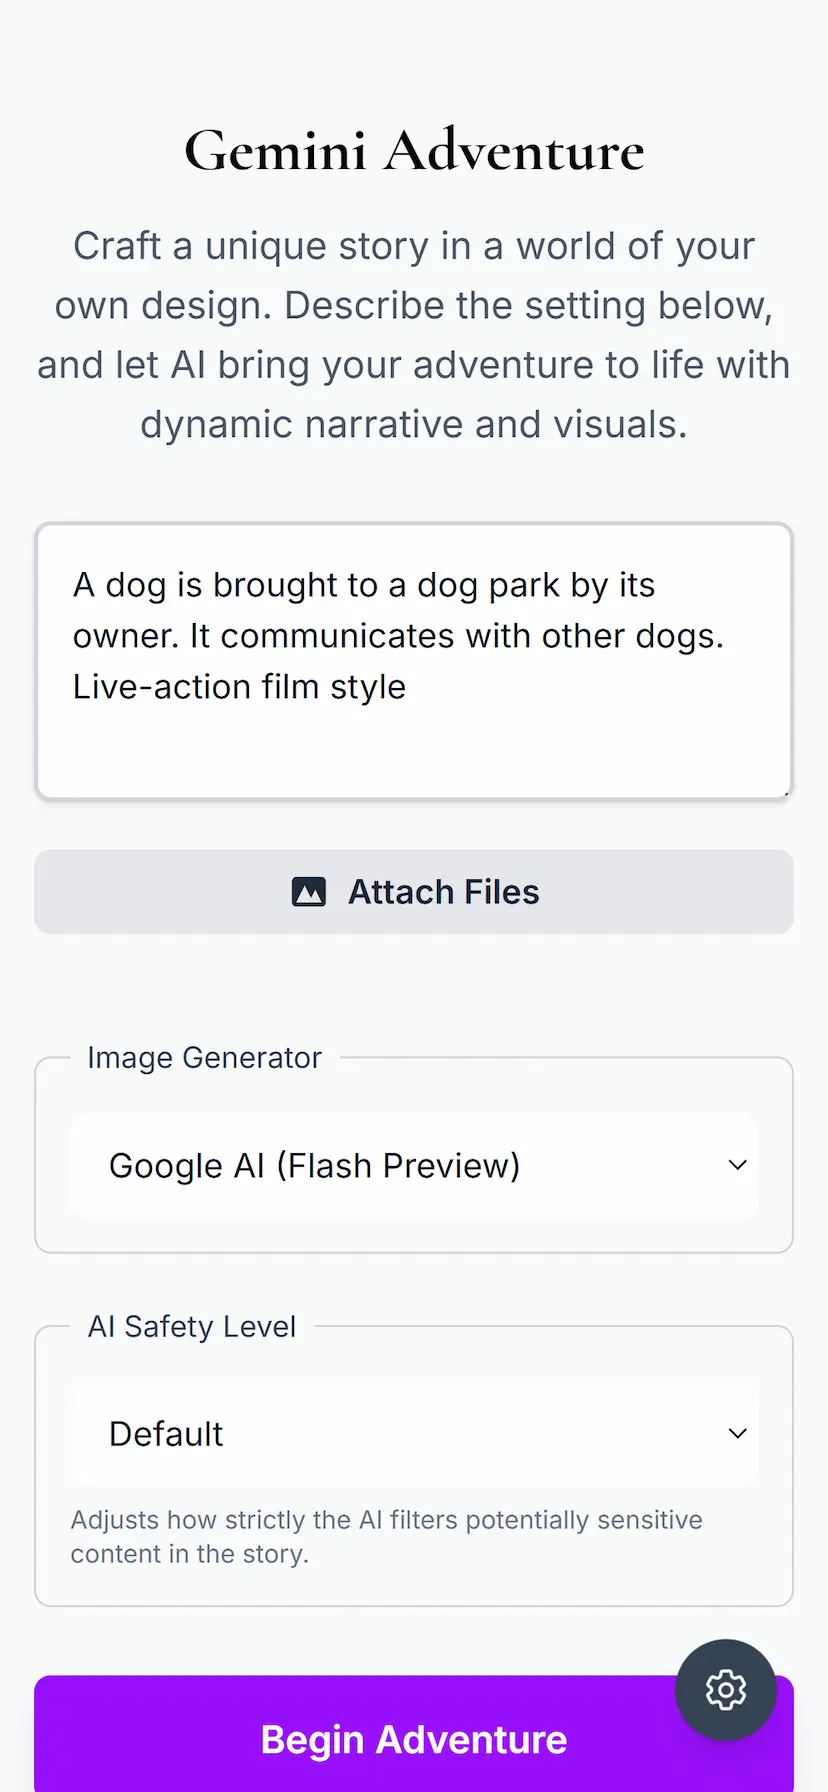 Gemini Adventure
Craft a unique story in a world of your
own design. Describe the setting below,
and let AI bring your adventure to life with
dynamic narrative and visuals.
A dog is brought to a dog park by its
owner. It communicates with other dogs.
Live-action film style
Attach Files
Image Generator
Google AI (Flash Preview)
AI Safety Level
Default
Adjusts how strictly the AI filters potentially sensitive
content in the story.
Begin Adventure